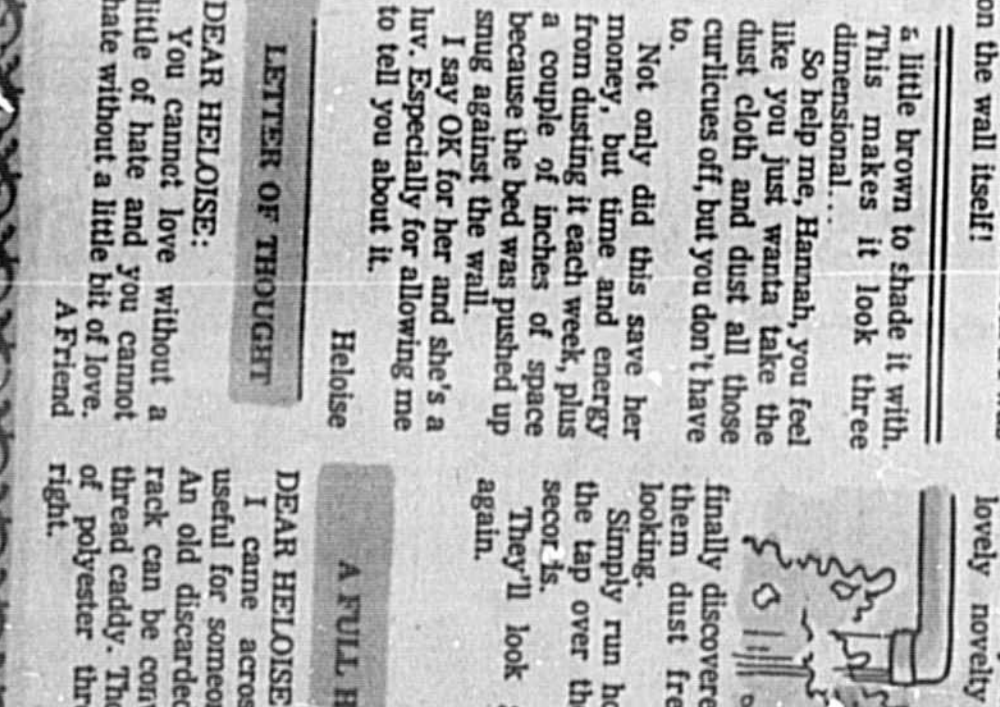 on the wall itself!
a little brown to shade it with.
This makes it look three
dimensional...
So help me, Hannah, you feel
like you just wanta take the
dust cloth and dust all those
curlicues off, but you don't have
to.
Not only did this save her
money, but time and energy
from dusting it each week, plus
a couple of inches of space
because the bed was pushed up
snug against the wall.
I say OK for her and she's a
luv. Especially for allowing me
to tell you about it.
Heloise
LETTER OF THOUGHT
DEAR HELOISE:
You cannot love without a
little of hate and you cannot
hate without a little bit of love.
A Friend
lovely novelty
finally discovere
them dust fre
looking.
Simply run ho
the tap over th
They'll look
again.
A FULL H
DEAR HELOISE
I came acros
useful for someon
An old discarded
rack can be conv
thread caddy. The
of polyester thr
right.